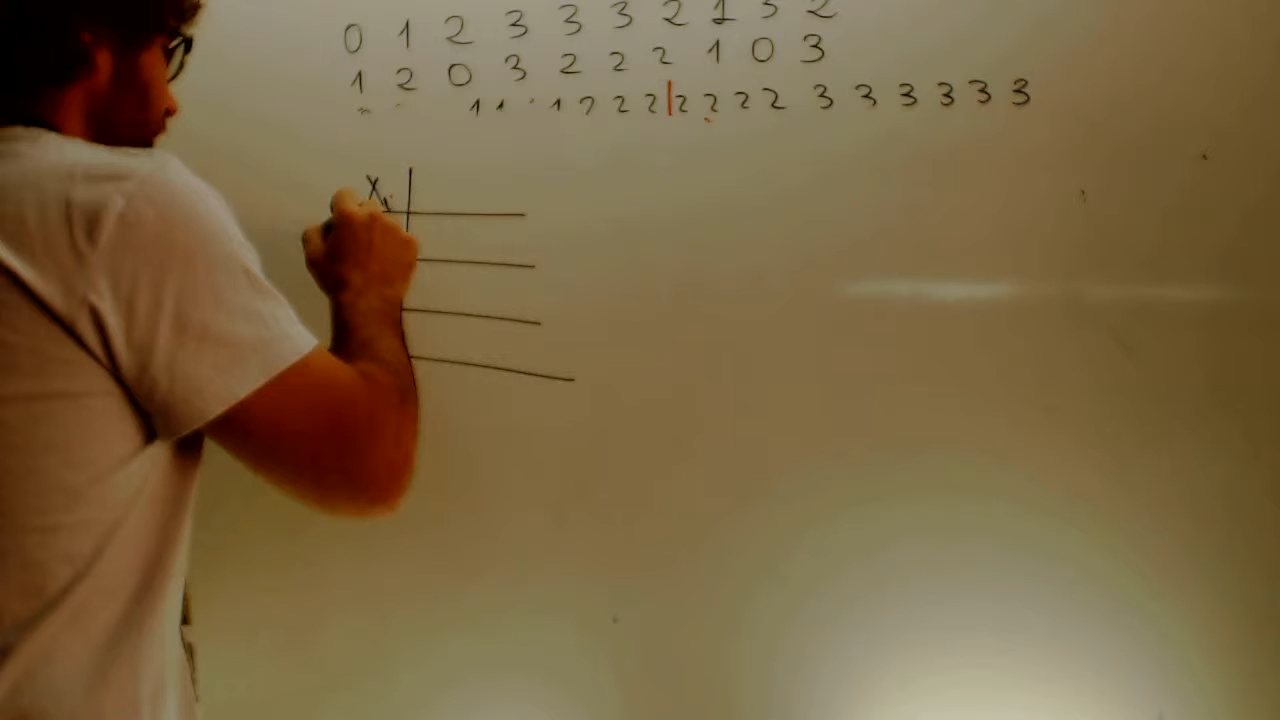 0 1 2 3 3 3 2 1 3 2
1 2 0 3 2 2 2 1 0 3
1 1 1 2 2 2 | 2 2 2 2 3 3 3 3 3 3
Xi